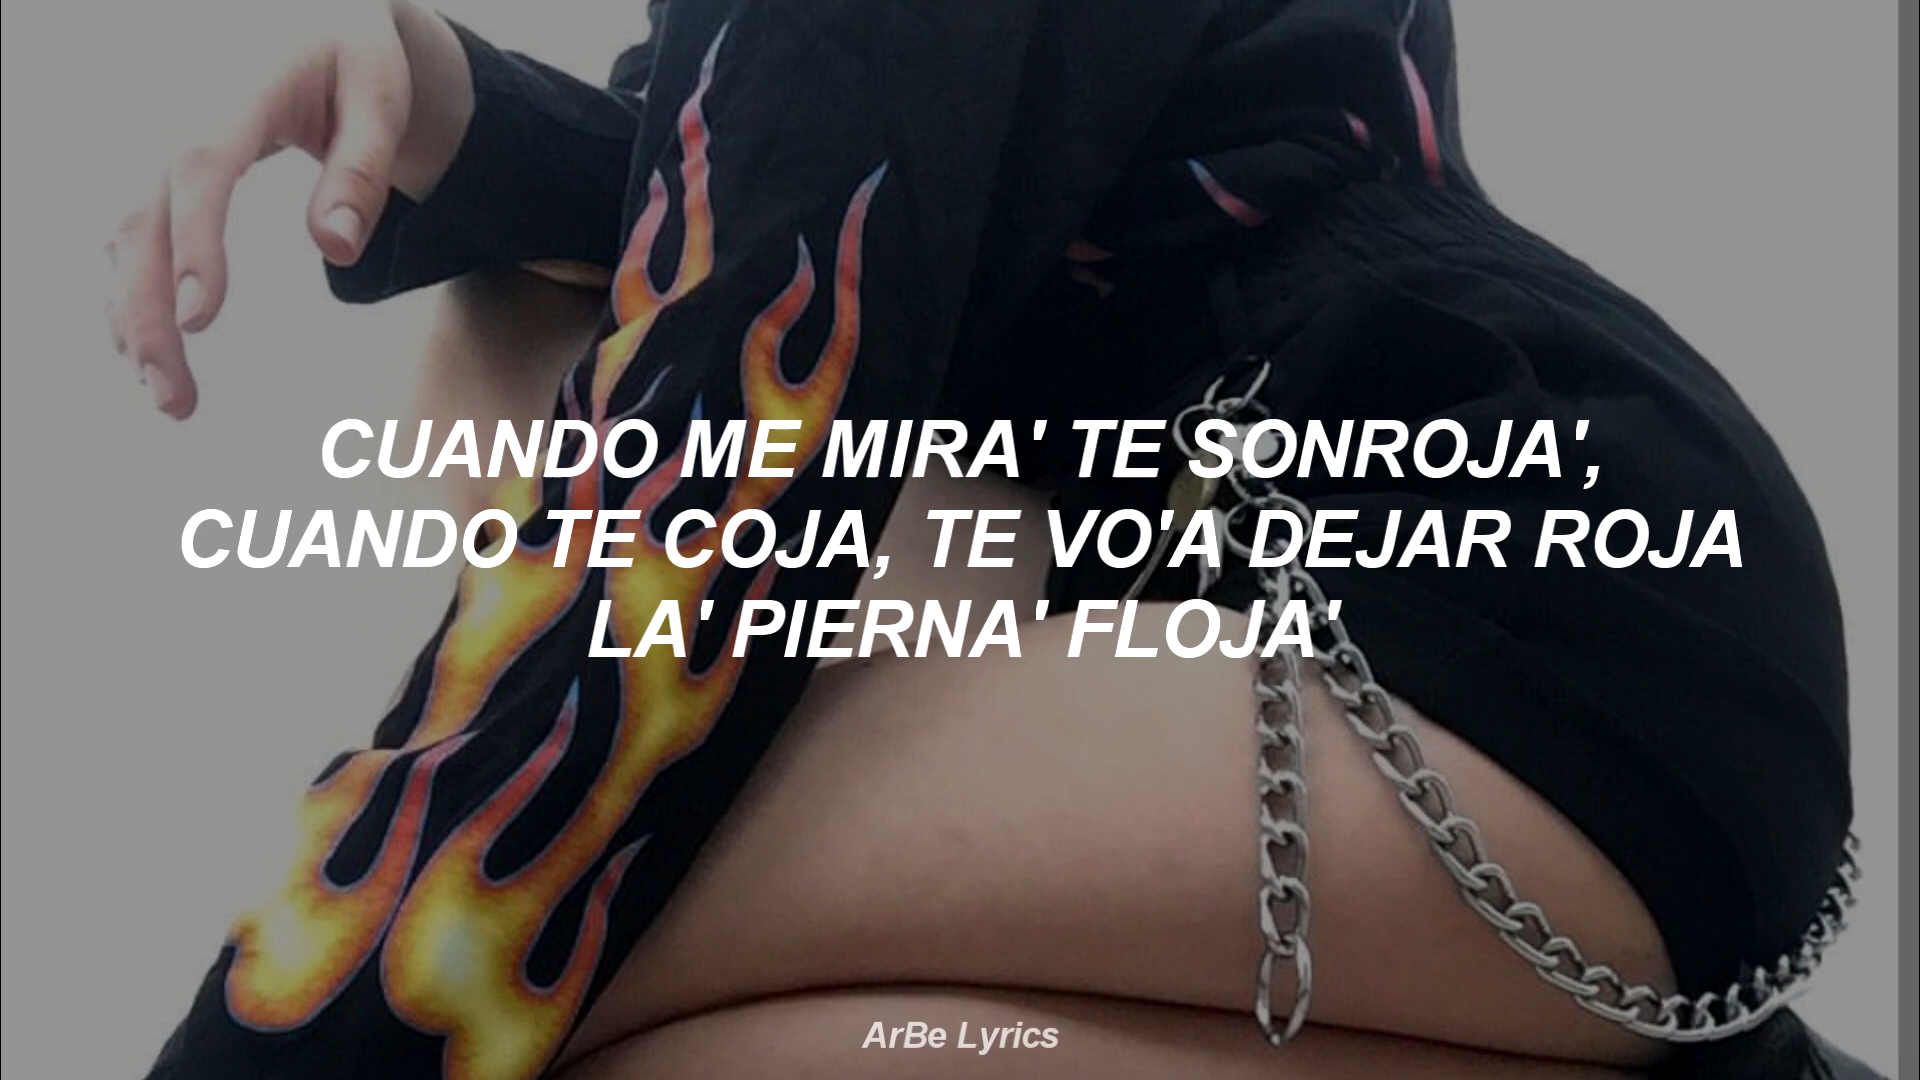 CUANDO ME MIRA' TE SONROJA',
CUANDO TE COJA, TE VO'A DEJAR ROJA
LA' PIERNA' FLOJA'
ArBe Lyrics